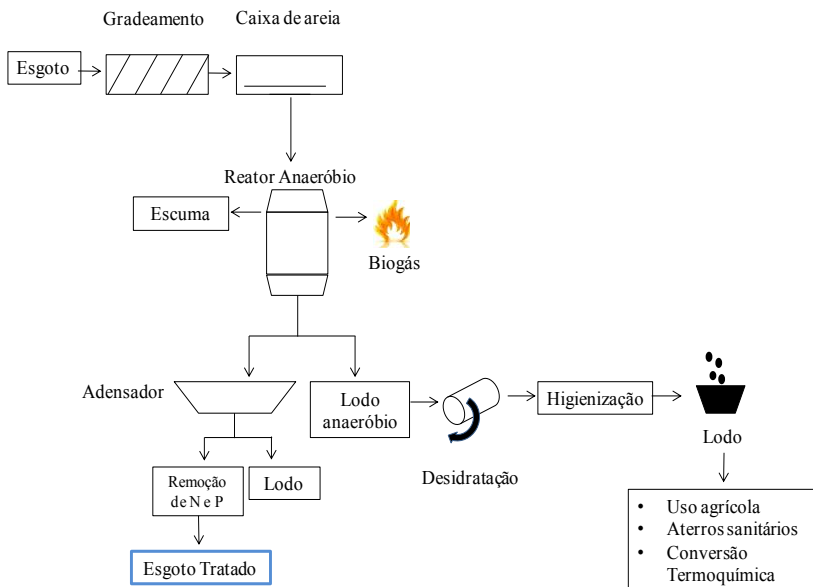 Gradeamento
Caixa de areia
Esgoto
Reator Anaeróbio
Escuma
Biogás
Adensador
Lodo
anaeróbio
Higienização
Lodo
Desidratação
Remoção
de N e P
Lodo
Esgoto Tratado
• Uso agrícola
• Aterros sanitários
• Conversão
Termoquímica